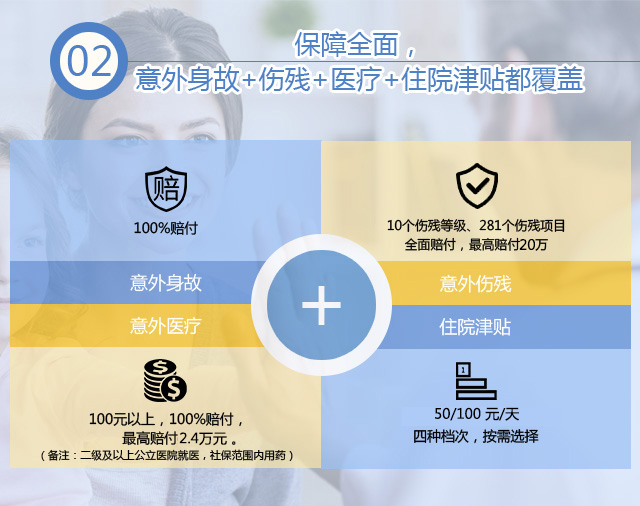 02
保障全面，
意外身故+伤残+医疗+住院津贴都覆盖
赔
100%赔付
10个伤残等级、281个伤残项目
全面赔付，最高赔付20万
意外身故
意外伤残
+
意外医疗
住院津贴
100元以上，100%赔付，
最高赔付2.4万元 。
（备注：二级及以上公立医院就医，社保范围内用药）
1
50/100 元/天
四种档次，按需选择